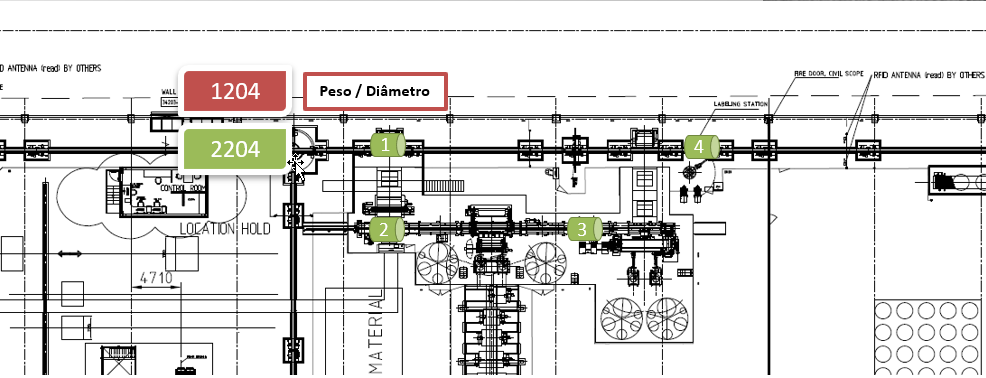 ID ANTENNA (read) BY OTHERS
WALL
1204
Peso / Diâmetro
FIRE DOOR, CIVIL SCOPE
RFID ANTENNA (read) BY OTHERS
LABELING STATION
2204
1
4
CONTROL ROOM
LOCATION HOLD
2
3
4710
MATERIAL